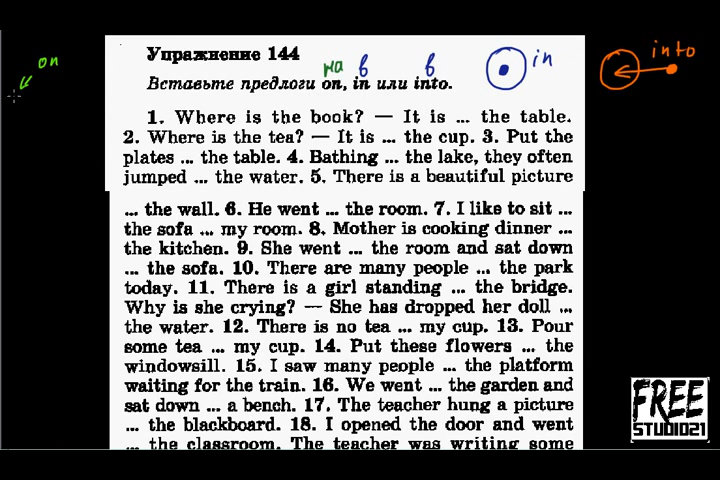 on
на в в
in
into
Упражнение 144
Вставьте предлоги on, in или into.
1. Where is the book? — It is ... the table.
2. Where is the tea? — It is ... the cup. 3. Put the
plates ... the table. 4. Bathing ... the lake, they often
jumped ... the water. 5. There is a beautiful picture
... the wall. 6. He went ... the room. 7. I like to sit ...
the sofa ... my room. 8. Mother is cooking dinner ...
the kitchen. 9. She went ... the room and sat down
... the sofa. 10. There are many people ... the park
today. 11. There is a girl standing ... the bridge.
Why is she crying? — She has dropped her doll ...
the water. 12. There is no tea ... my cup. 13. Pour
some tea ... my cup. 14. Put these flowers ... the
windowsill. 15. I saw many people ... the platform
waiting for the train. 16. We went ... the garden and
sat down ... a bench. 17. The teacher hung a picture
... the blackboard. 18. I opened the door and went
... the classroom. The teacher was writing some
FREE
STUDIO21